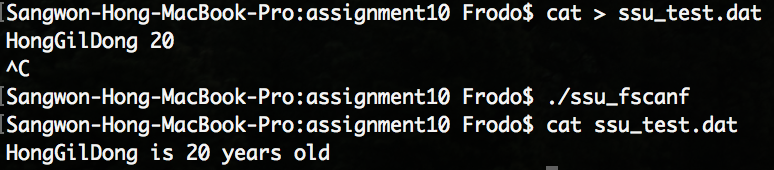 [Sangwon-Hong-MacBook-Pro:assignment10 Frodo$ cat > ssu_test.dat
HongGilDong 20
^C
[Sangwon-Hong-MacBook-Pro:assignment10 Frodo$ ./ssu_fscanf
[Sangwon-Hong-MacBook-Pro:assignment10 Frodo$ cat ssu_test.dat
HongGilDong is 20 years old